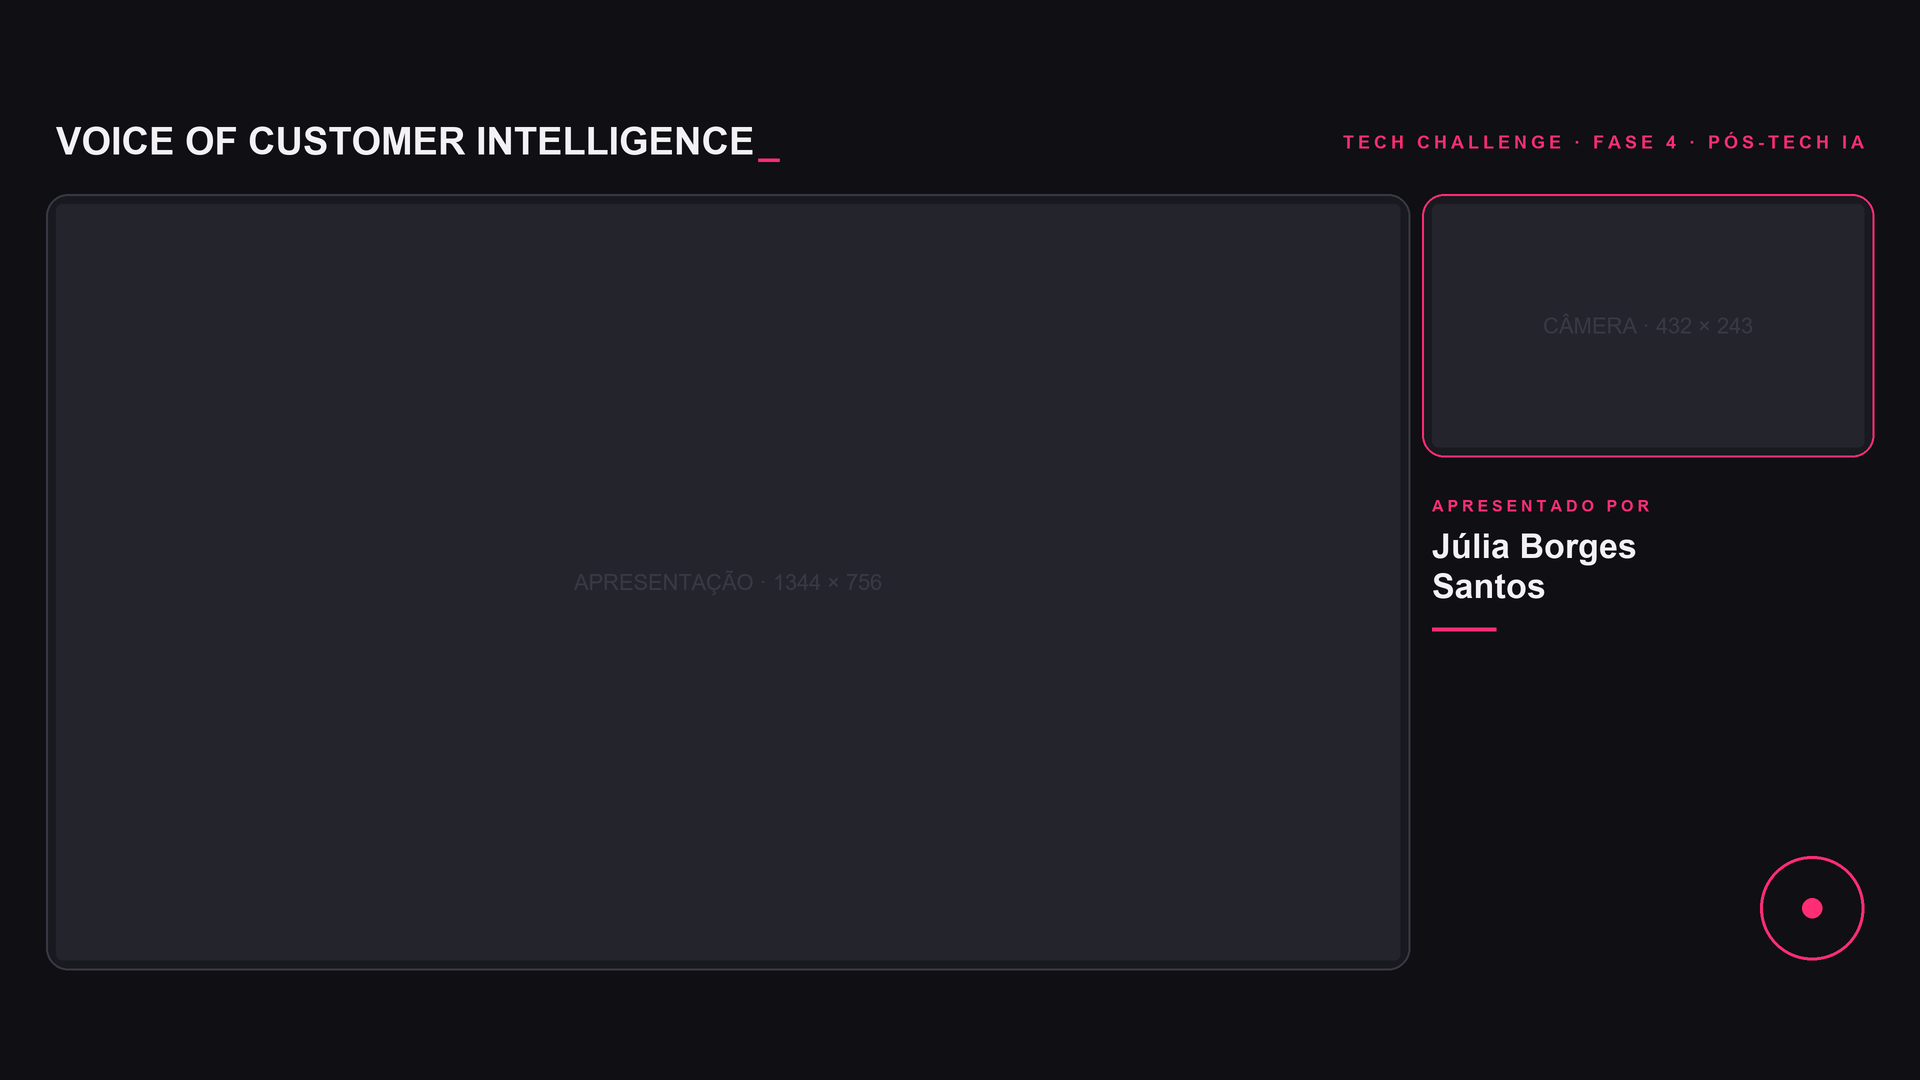 VOICE OF CUSTOMER INTELLIGENCE_
TECH CHALLENGE · FASE 4 · PÓS-TECH IA
CÂMERA · 432 × 243
APRESENTAÇÃO · 1344 × 756
APRESENTADO POR
Júlia Borges
Santos